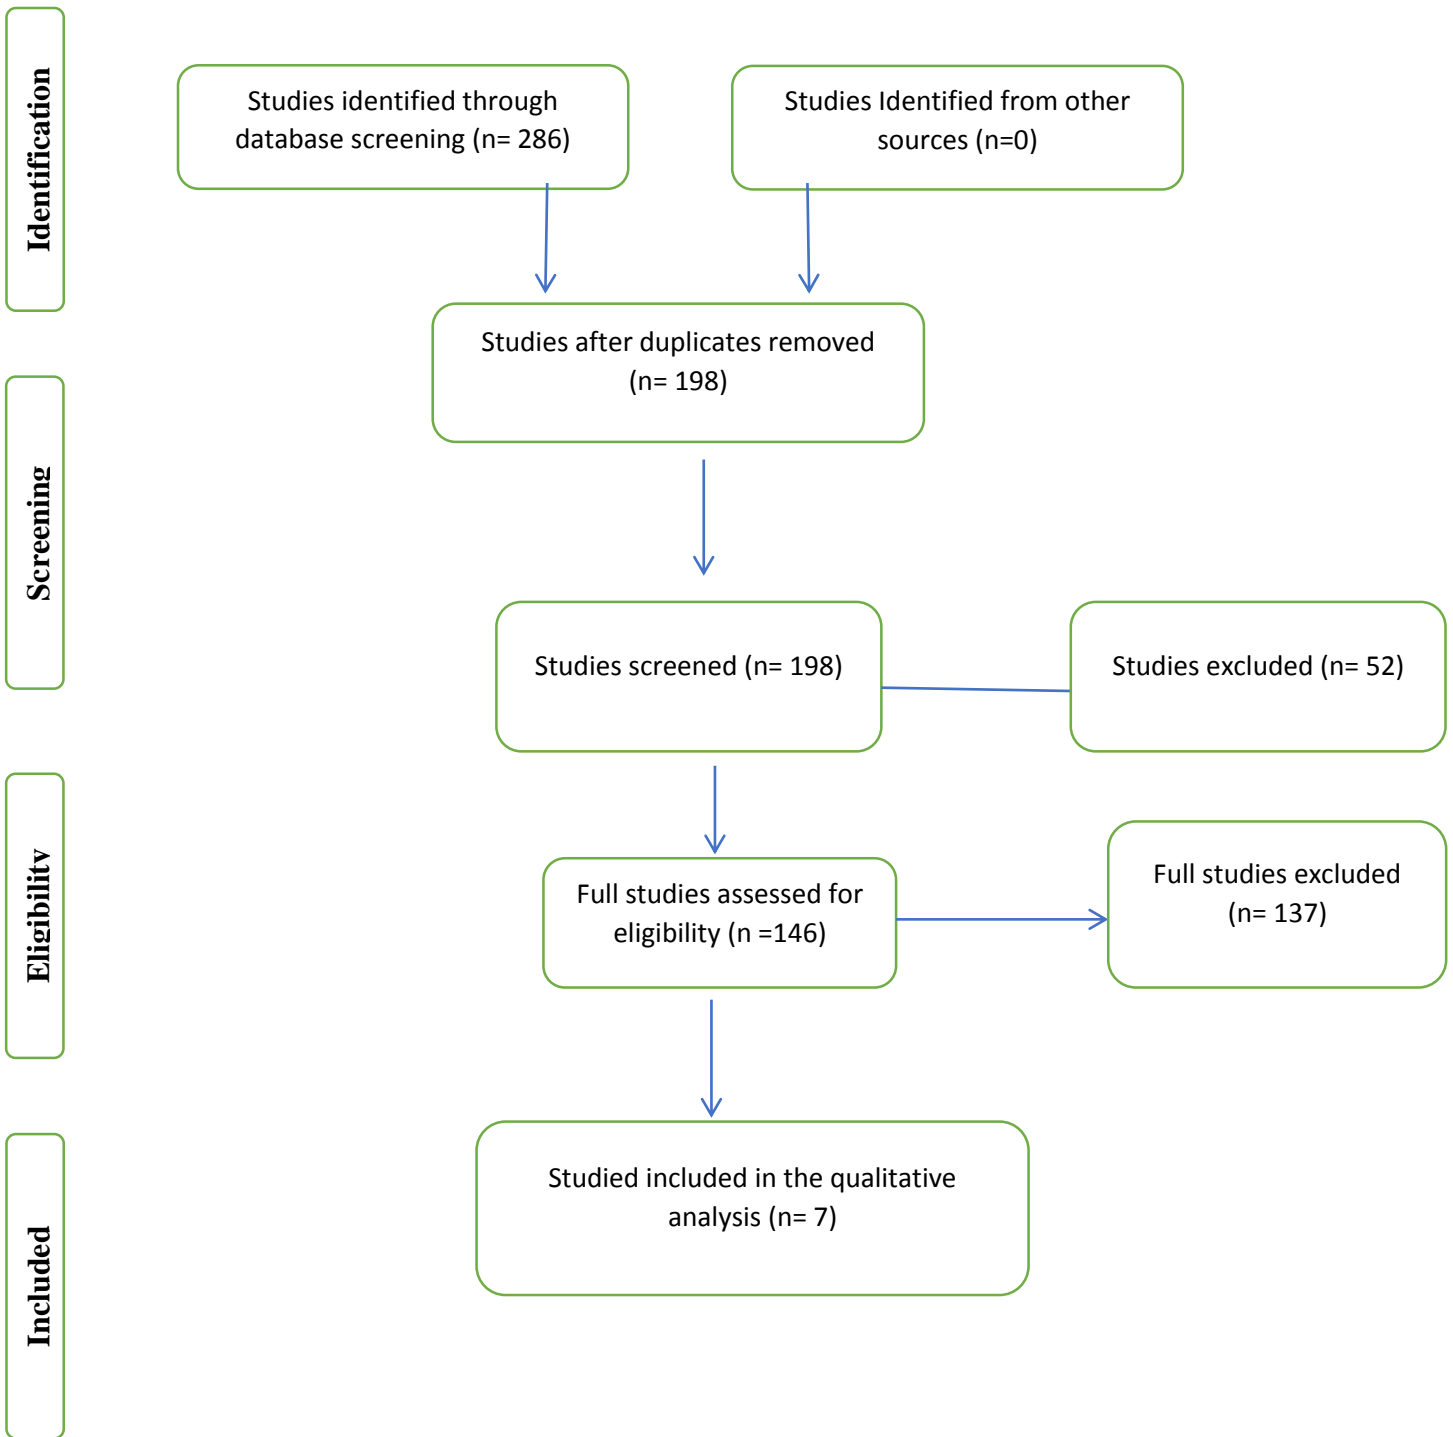 Identification
Studies identified through
database screening (n= 286)
Studies Identified from other
sources (n=0)
Studies after duplicates removed
(n= 198)
Screening
Studies screened (n= 198)
Studies excluded (n= 52)
Eligibility
Full studies assessed for
eligibility (n =146)
Full studies excluded
(n= 137)
Included
Studied included in the qualitative
analysis (n= 7)